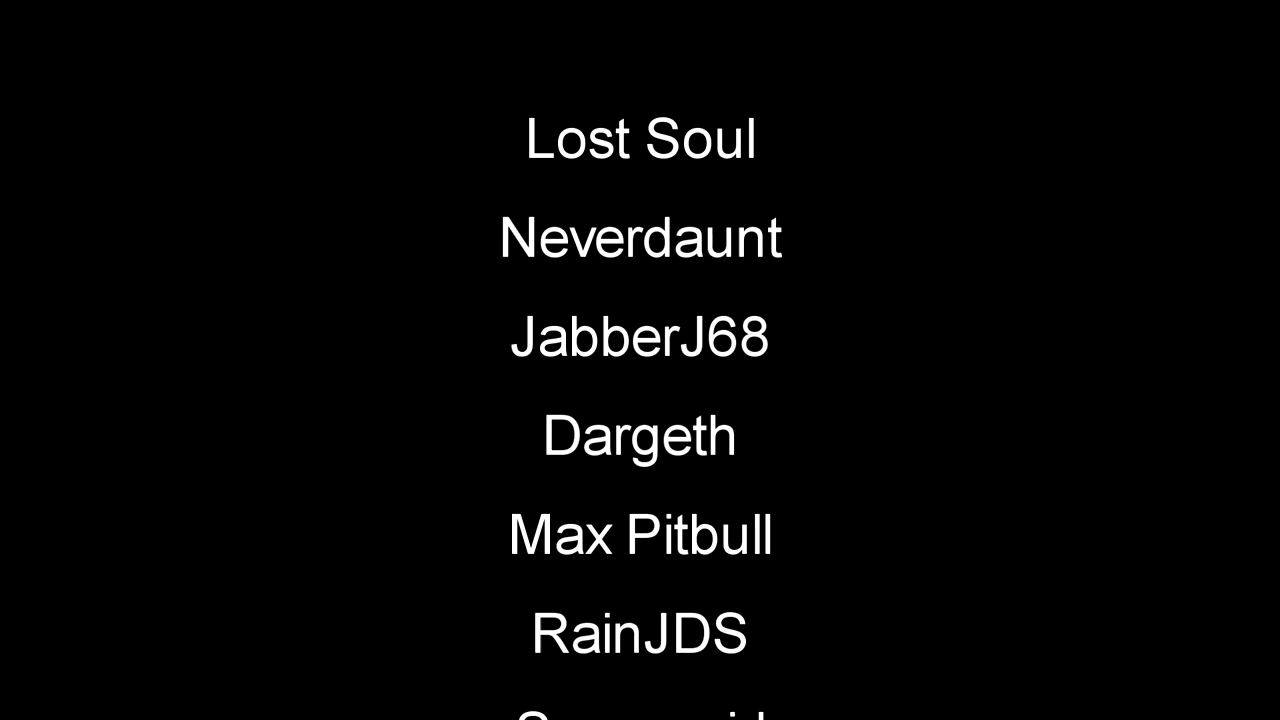 Lost Soul
Neverdaunt
JabberJ68
Dargeth
Max Pitbull
RainJDS